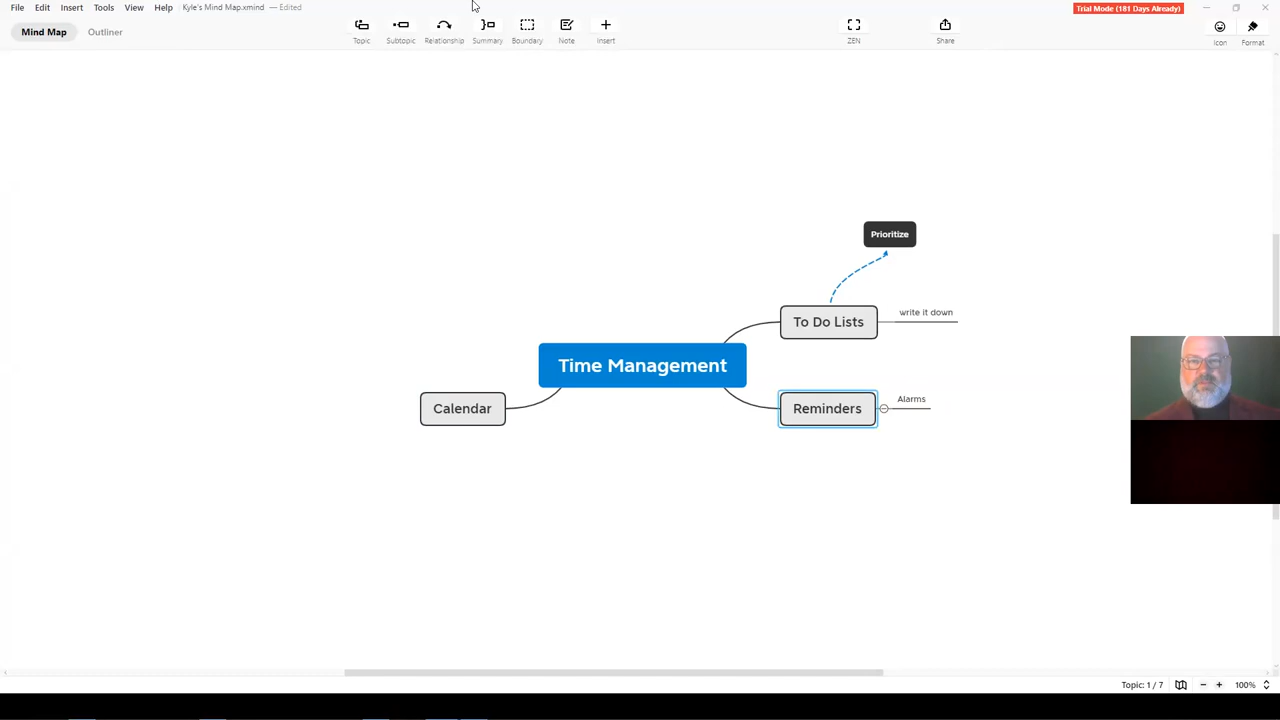 File Edit Insert Tools View Help Kyle's Mind Map.xmind — Edited
Trial Mode (181 Days Already)
Mind Map Outliner
Topic Subtopic Relationship Summary Boundary Note Insert ZEN Share Icon Format
Prioritize
To Do Lists
write it down
Time Management
Calendar
Reminders
Alarms
Topic: 1 / 7 100%